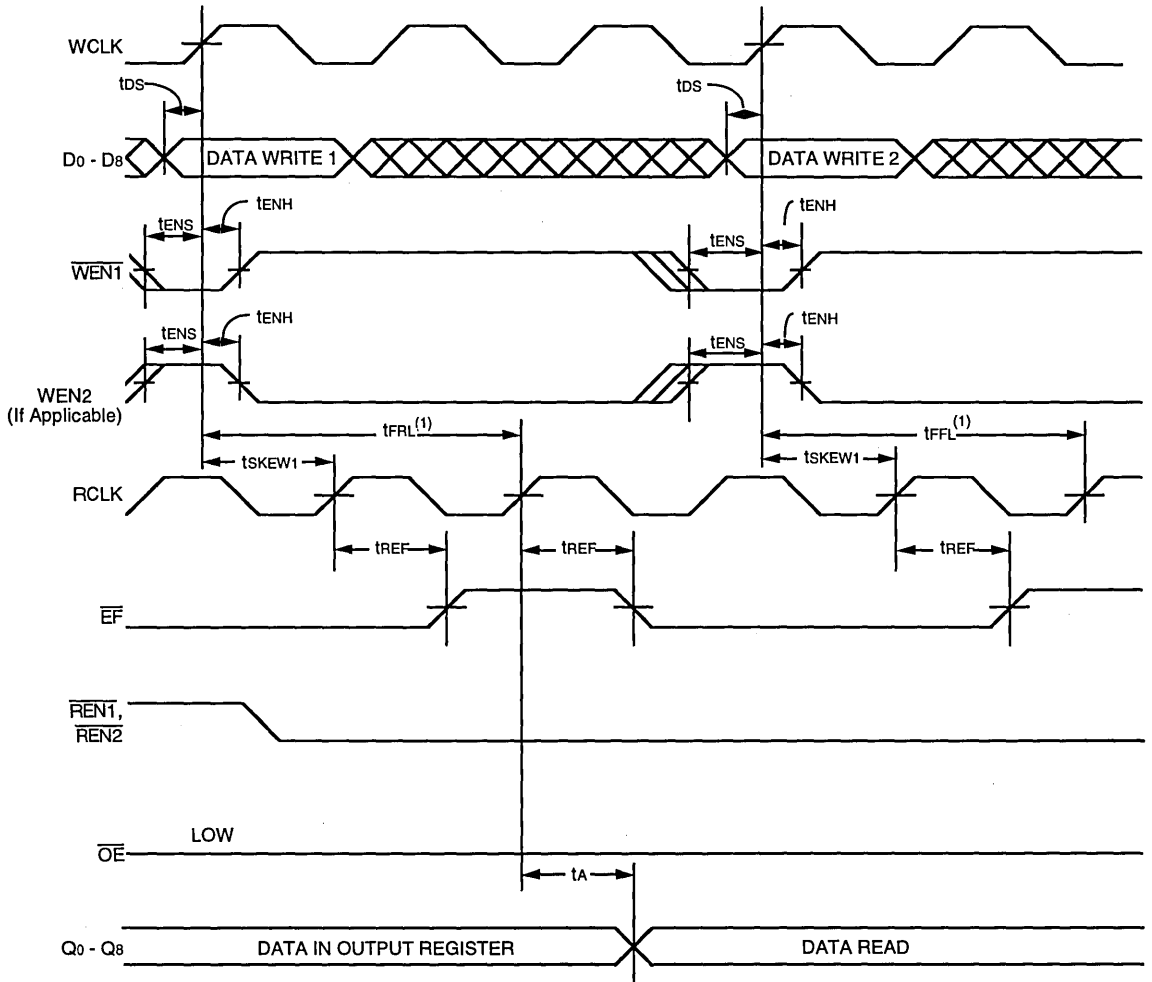 WCLK
tDS
tDS
D0 - D8
DATA WRITE 1
DATA WRITE 2
tENS
tENH
tENS
tENH
WEN1
tENS
tENH
tENS
tENH
WEN2
(If Applicable)
tFRL(1)
tFFL(1)
tSKEW1
tSKEW1
RCLK
tREF
tREF
tREF
EF
REN1,
REN2
LOW
OE
tA
Q0 - Q8
DATA IN OUTPUT REGISTER
DATA READ